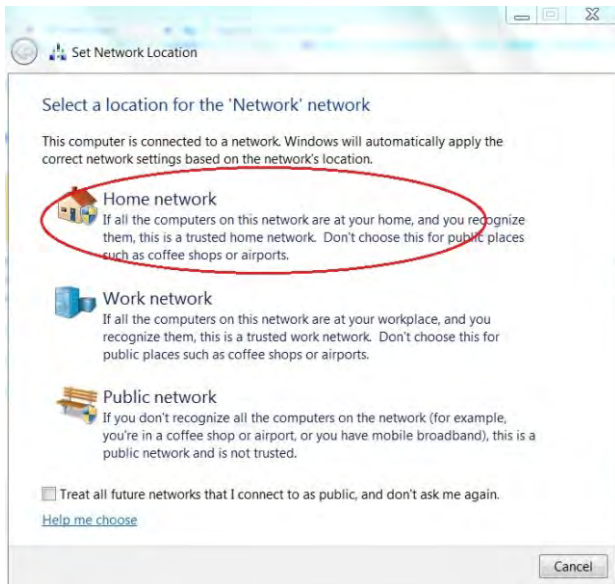 Set Network Location
Select a location for the 'Network' network
This computer is connected to a network. Windows will automatically apply the
correct network settings based on the network's location.
Home network
If all the computers on this network are at your home, and you recognize
them, this is a trusted home network. Don't choose this for public places
such as coffee shops or airports.
Work network
If all the computers on this network are at your workplace, and you
recognize them, this is a trusted work network. Don't choose this for
public places such as coffee shops or airports.
Public network
If you don't recognize all the computers on the network (for example,
you're in a coffee shop or airport, or you have mobile broadband), this is a
public network and is not trusted.
Treat all future networks that I connect to as public, and don't ask me again.
Help me choose
Cancel